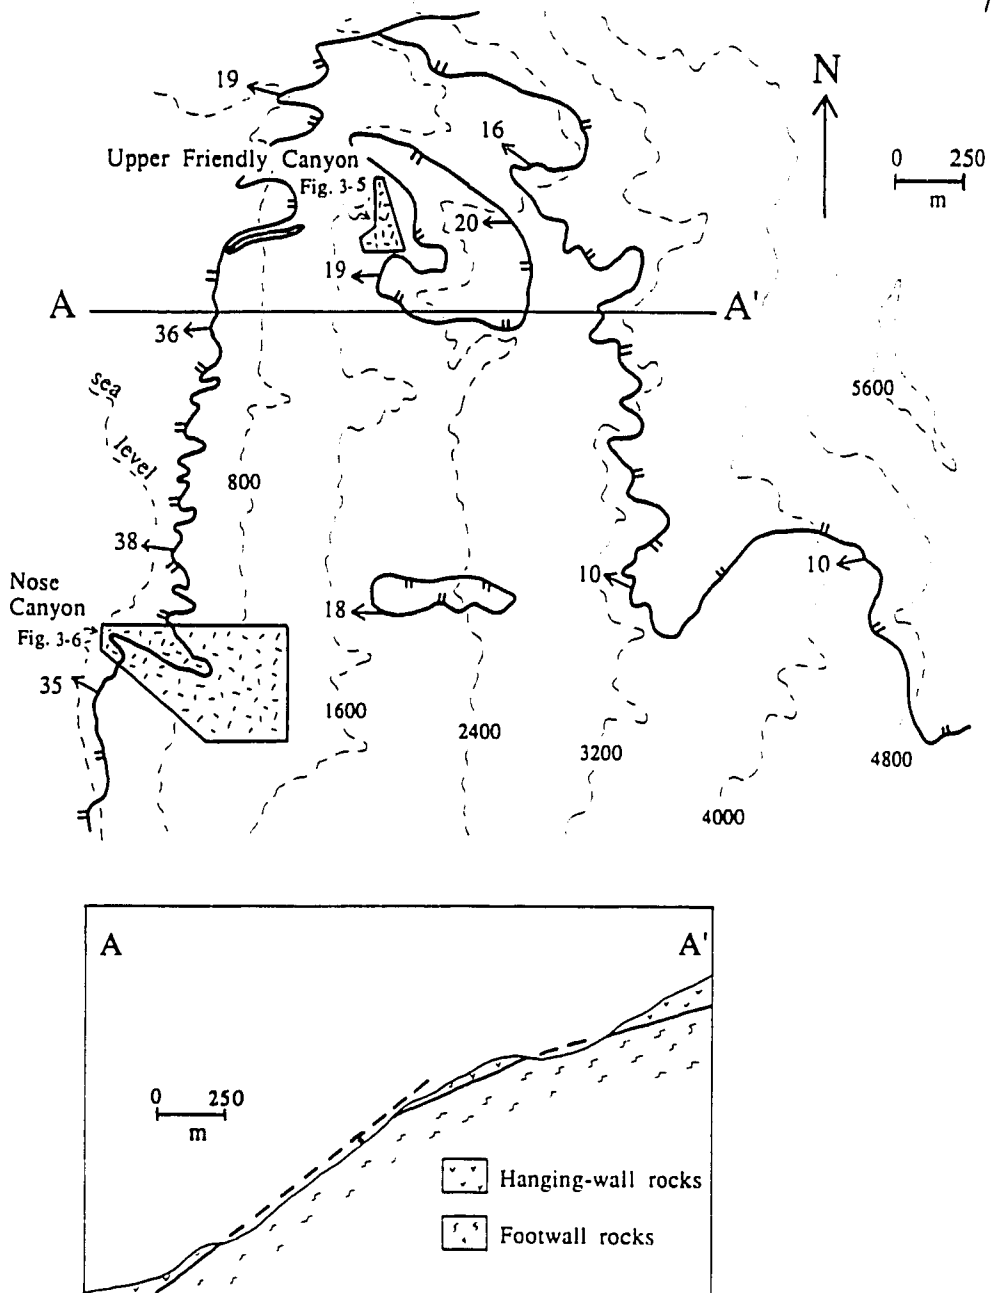 N
0 250
m
19
16
Upper Friendly Canyon
Fig. 3-5
20
19
A A'
36
sea
level
5600
800
38
10
10
Nose
Canyon
Fig. 3-6
18
35
1600
2400
3200
4800
4000
A A'
0 250
m
Hanging-wall rocks
Footwall rocks